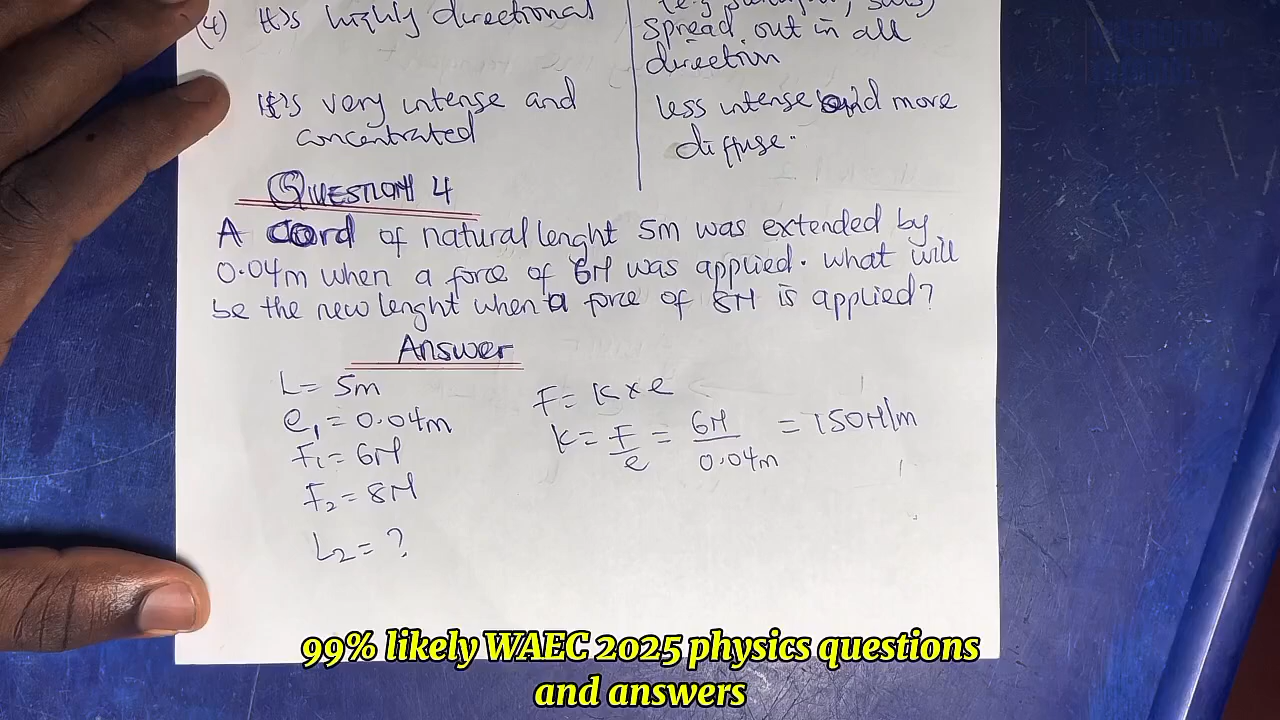 (4) It's highly directional
spread out in all
direction
It's very intense and
concentrated
less intense and more
diffuse..
QUESTION 4
A cord of natural lenght 5m was extended by
0.04m when a force of 6N was applied. what will
be the new lenght when a force of 8N is applied?
Answer
L = 5m
e₁ = 0.04m
F₁ = 6N
F₂ = 8N
L₂ = ?
F = K x e
K = F/e = 6N/0.04m = 150N/m
99% likely WAEC 2025 physics questions
and answers